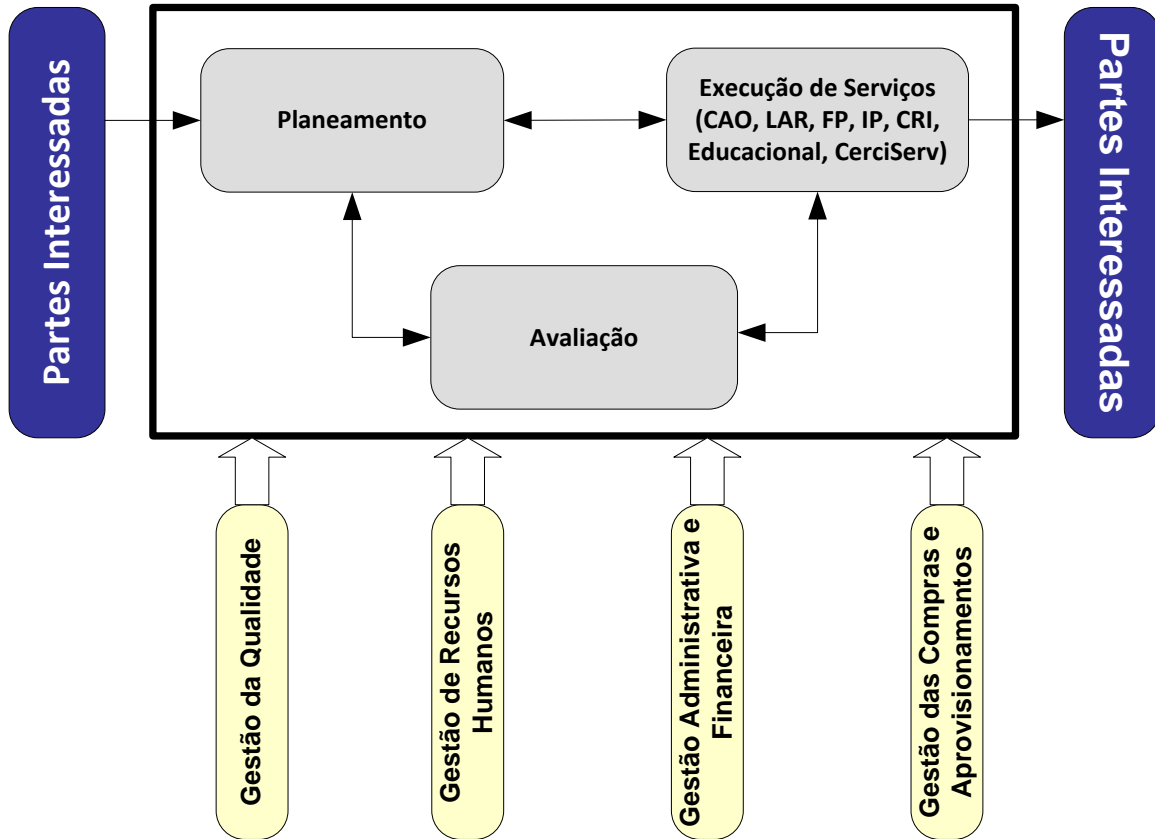 Partes Interessadas
Planeamento
Execução de Serviços
(CAO, LAR, FP, IP, CRI,
Educacional, CerciServ)
Avaliação
Partes Interessadas
Gestão da Qualidade
Gestão de Recursos
Humanos
Gestão Administrativa e
Financeira
Gestão das Compras e
Aprovisionamentos